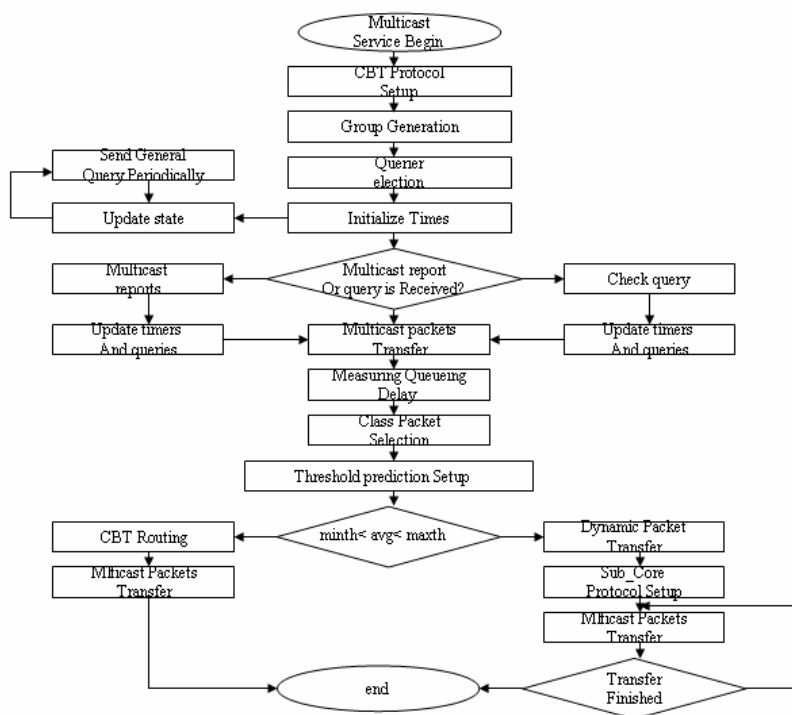 Multicast
Service Begin
CBT Protocol
Setup
Group Generation
Querier
election
Send General
Query Periodically
Update state
Initialize Times
Multicast
reports
Multicast report
Or query is Received?
Check query
Update timers
And queries
Multicast packets
Transfer
Update timers
And queries
Measuring Queueing
Delay
Class Packet
Selection
Threshold prediction Setup
CBT Routing
minth< avg< maxth
Dynamic Packet
Transfer
Mlticast Packets
Transfer
Sub_Core
Protocol Setup
Mlticast Packets
Transfer
end
Transfer
Finished